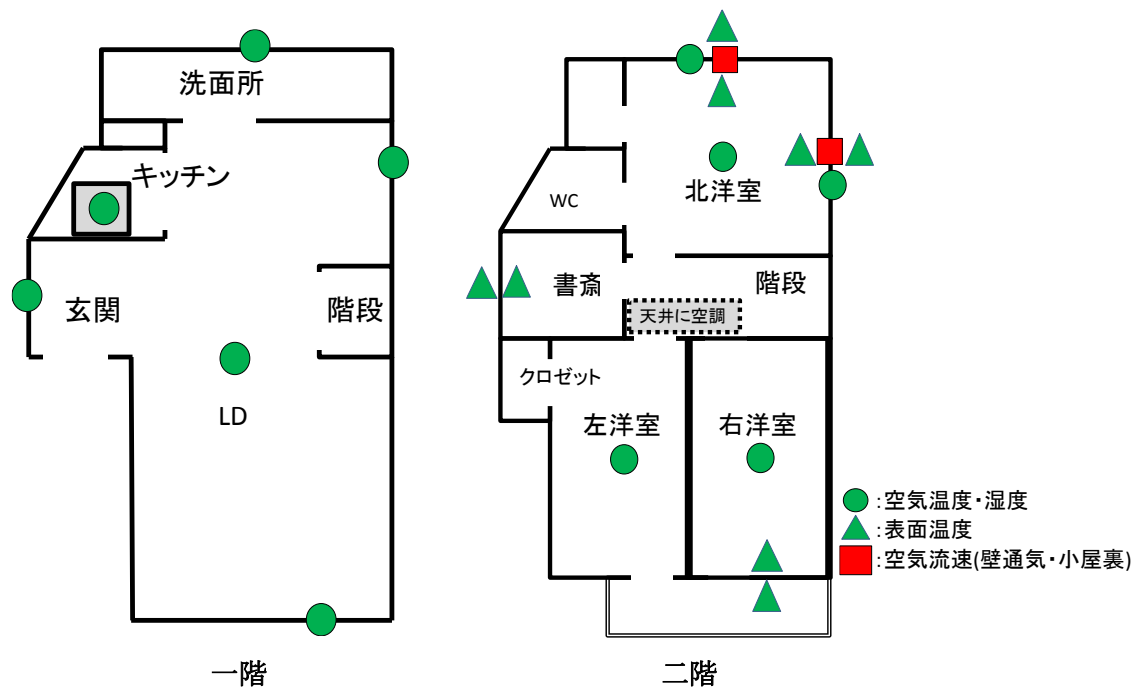 洗面所
キッチン
玄関
階段
LD
一階
北洋室
WC
書斎
階段
天井に空調
クロゼット
左洋室
右洋室
:空気温度・湿度
:表面温度
:空気流速(壁通気・小屋裏)
二階